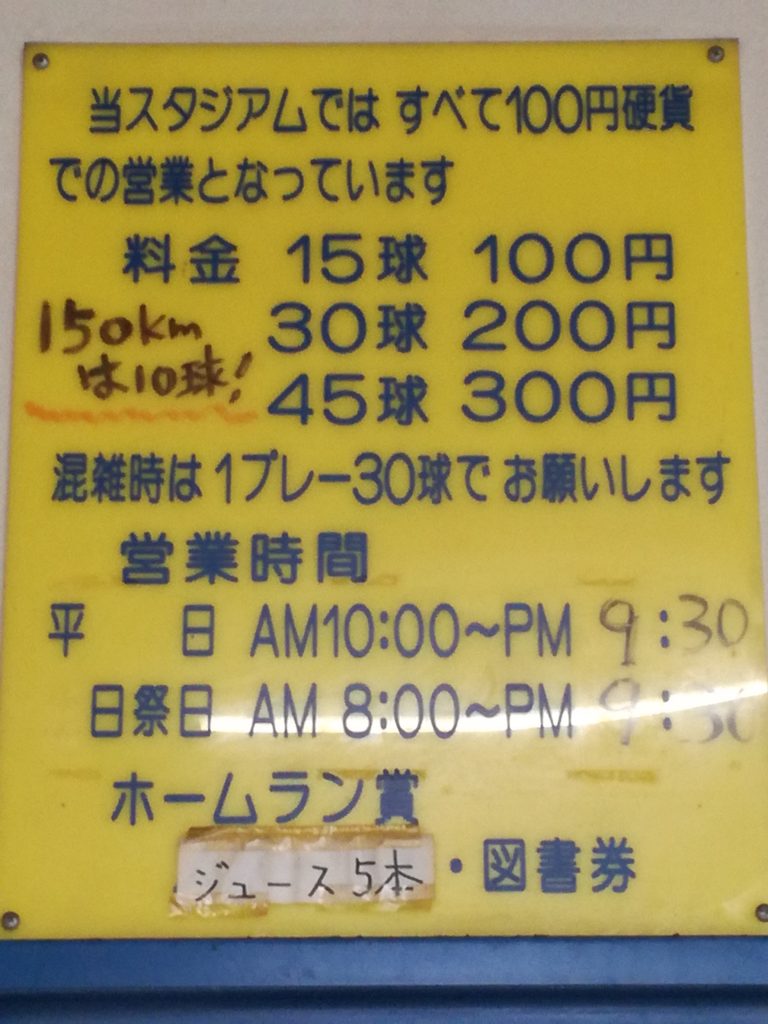 当スタジアムでは すべて100円硬貨
での営業となっています
料金 15球 100円
30球 200円
45球 300円
150km
は10球!
混雑時は1プレー30球で お願いします
営業時間
平 日 AM10:00~PM 9:30
日祭日 AM 8:00~PM 9:30
ホームラン賞
ジュース5本・図書券